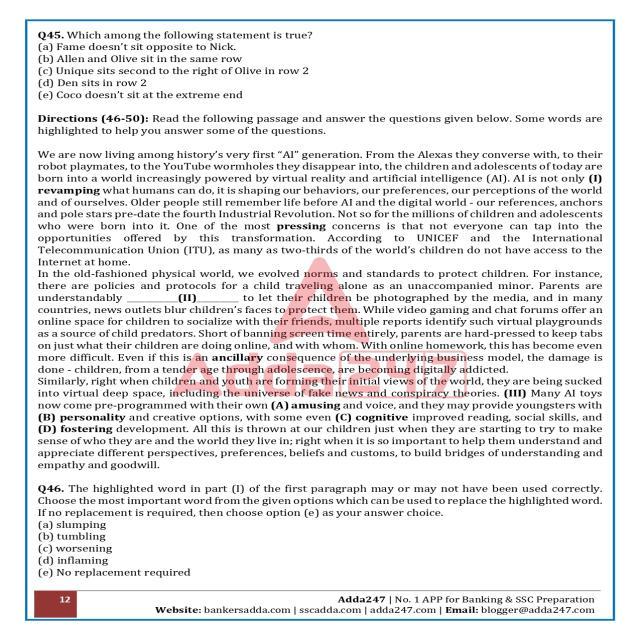 Q45. Which among the following statement is true?
(a) Fame doesn't sit opposite to Nick.
(b) Allen and Olive sit in the same row
(c) Unique sits second to the right of Olive in row 2
(d) Den sits in row 2
(e) Coco doesn't sit at the extreme end
Directions (46-50): Read the following passage and answer the questions given below. Some words are
highlighted to help you answer some of the questions.
We are now living among history's very first "AI" generation. From the Alexas they converse with, to their
robot playmates, to the YouTube wormholes they disappear into, the children and adolescents of today are
born into a world increasingly powered by virtual reality and artificial intelligence (AI). AI is not only (I)
revamping what humans can do, it is shaping our behaviors, our preferences, our perceptions of the world
and of ourselves. Older people still remember life before AI and the digital world - our references, anchors
and pole stars pre-date the fourth Industrial Revolution. Not so for the millions of children and adolescents
who were born into it. One of the most pressing concerns is that not everyone can tap into the
opportunities offered by this transformation. According to UNICEF and the International
Telecommunication Union (ITU), as many as two-thirds of the world's children do not have access to the
Internet at home.
In the old-fashioned physical world, we evolved norms and standards to protect children. For instance,
there are policies and protocols for a child traveling alone as an unaccompanied minor. Parents are
understandably __________(II)________ to let their children be photographed by the media, and in many
countries, news outlets blur children's faces to protect them. While video gaming and chat forums offer an
online space for children to socialize with their friends, multiple reports identify such virtual playgrounds
as a source of child predators. Short of banning screen time entirely, parents are hard-pressed to keep tabs
on just what their children are doing online, and with whom. With online homework, this has become even
more difficult. Even if this is an ancillary consequence of the underlying business model, the damage is
done - children, from a tender age through adolescence, are becoming digitally addicted.
Similarly, right when children and youth are forming their initial views of the world, they are being sucked
into virtual deep space, including the universe of fake news and conspiracy theories. (III) Many AI toys
now come pre-programmed with their own (A) amusing and voice, and they may provide youngsters with
(B) personality and creative options, with some even (C) cognitive improved reading, social skills, and
(D) fostering development. All this is thrown at our children just when they are starting to try to make
sense of who they are and the world they live in; right when it is so important to help them understand and
appreciate different perspectives, preferences, beliefs and customs, to build bridges of understanding and
empathy and goodwill.
Q46. The highlighted word in part (I) of the first paragraph may or may not have been used correctly.
Choose the most important word from the given options which can be used to replace the highlighted word.
If no replacement is required, then choose option (e) as your answer choice.
(a) slumping
(b) tumbling
(c) worsening
(d) inflaming
(e) No replacement required
Adda247
12
Adda247 | No. 1 APP for Banking & SSC Preparation
Website: bankersadda.com | sscadda.com | adda247.com | Email: blogger@adda247.com